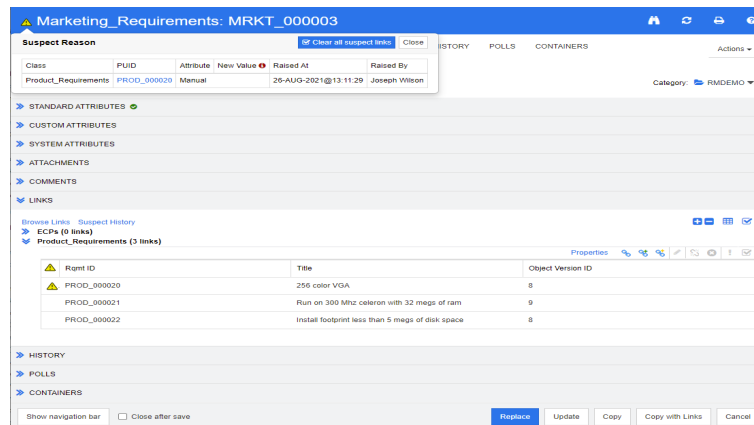 Marketing_Requirements: MRKT_000003
Suspect Reason Clear all suspect links Close
HISTORY POLLS CONTAINERS Actions
Class PUID Attribute New Value Raised At Raised By
Product_Requirements PROD_000020 Manual 26-AUG-2021@13:11:29 Joseph Wilson
Category: RMDEMO
STANDARD ATTRIBUTES
CUSTOM ATTRIBUTES
SYSTEM ATTRIBUTES
ATTACHMENTS
COMMENTS
LINKS
Browse Links Suspect History
ECPs (0 links)
Product_Requirements (3 links)
Properties
Rqmt ID Title Object Version ID
PROD_000020 256 color VGA 8
PROD_000021 Run on 300 Mhz celeron with 32 megs of ram 9
PROD_000022 Install footprint less than 5 megs of disk space 8
HISTORY
POLLS
CONTAINERS
Show navigation bar Close after save Replace Update Copy Copy with Links Cancel